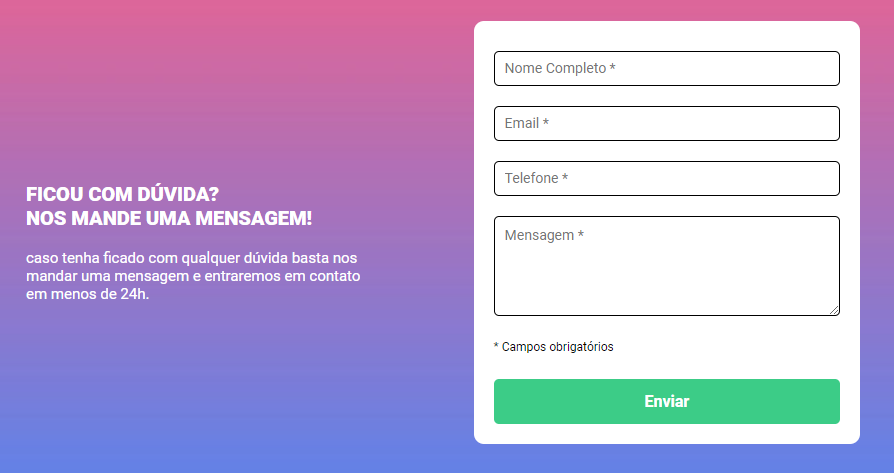 FICOU COM DÚVIDA?
NOS MANDE UMA MENSAGEM!
caso tenha ficado com qualquer dúvida basta nos
mandar uma mensagem e entraremos em contato
em menos de 24h.
Nome Completo *
Email *
Telefone *
Mensagem *
* Campos obrigatórios
Enviar